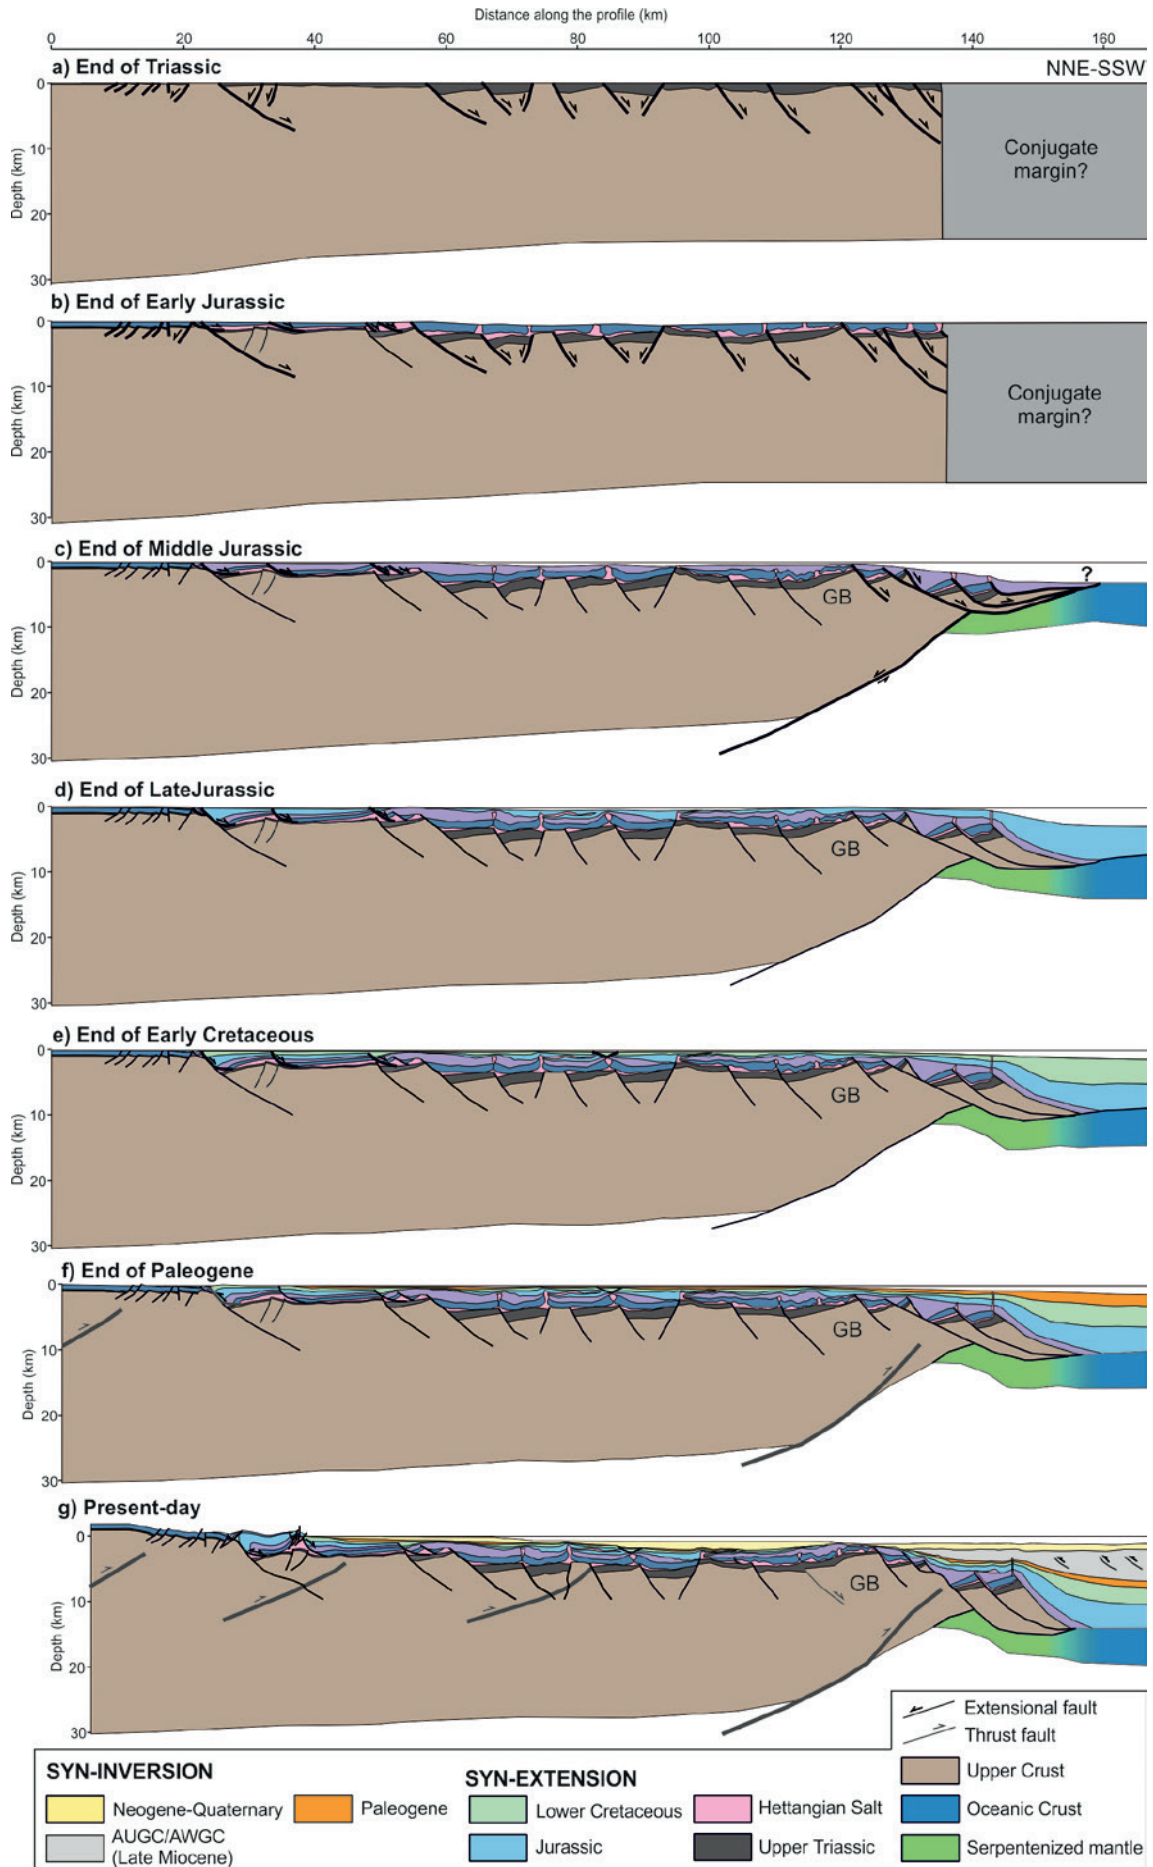 Distance along the profile (km)
0 20 40 60 80 100 120 140 160
a) End of Triassic
NNE-SSW
Depth (km)
0
10
20
30
Conjugate
margin?
b) End of Early Jurassic
Depth (km)
0
10
20
30
Conjugate
margin?
c) End of Middle Jurassic
Depth (km)
0
10
20
30
GB
?
d) End of LateJurassic
Depth (km)
0
10
20
30
GB
e) End of Early Cretaceous
Depth (km)
0
10
20
30
GB
f) End of Paleogene
Depth (km)
0
10
20
30
GB
g) Present-day
Depth (km)
0
10
20
30
GB
Extensional fault
Thrust fault
SYN-INVERSION
Neogene-Quaternary
Paleogene
AUGC/AWGC
(Late Miocene)
SYN-EXTENSION
Lower Cretaceous
Hettangian Salt
Jurassic
Upper Triassic
Upper Crust
Oceanic Crust
Serpentenized mantle